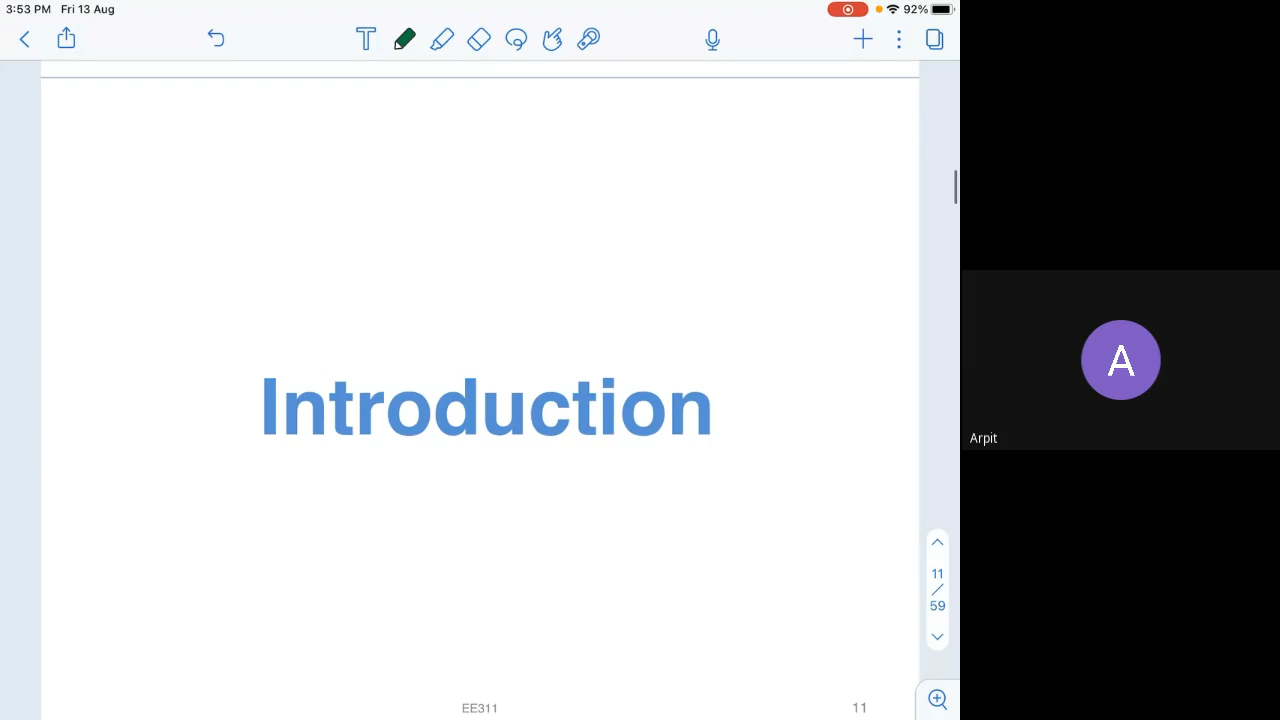 3:53 PM Fri 13 Aug
92%
T
Introduction
A
Arpit
11
/
59
EE311
11